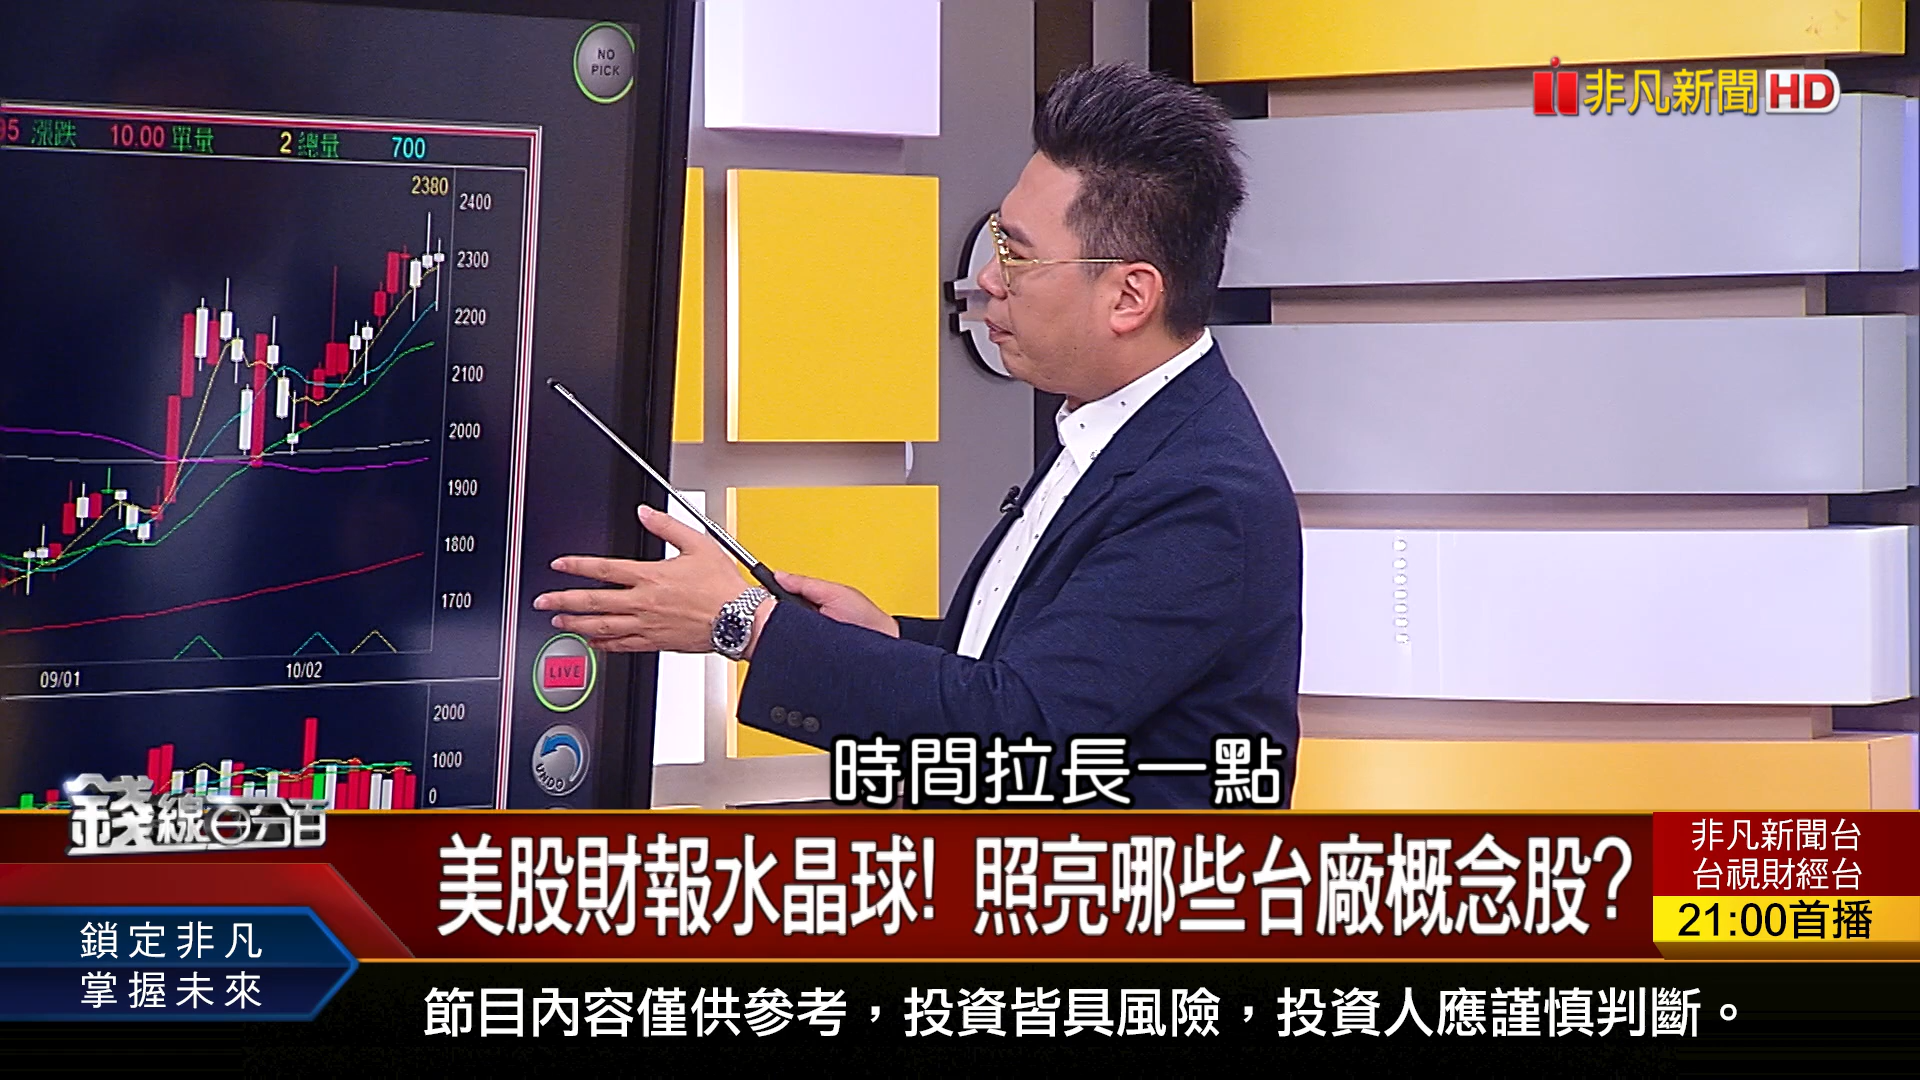 NO
PICK
非凡新聞HD
95 漲跌 10.00 單量 2 總量 700
2380
2400
2300
2200
2100
2000
1900
1800
1700
09/01 10/02
2000
1000
0
LIVE
UNDO
時間拉長一點
錢線百分百
美股財報水晶球! 照亮哪些台廠概念股?
非凡新聞台
台視財經台
21:00首播
鎖定非凡
掌握未來
節目內容僅供參考，投資皆具風險，投資人應謹慎判斷。